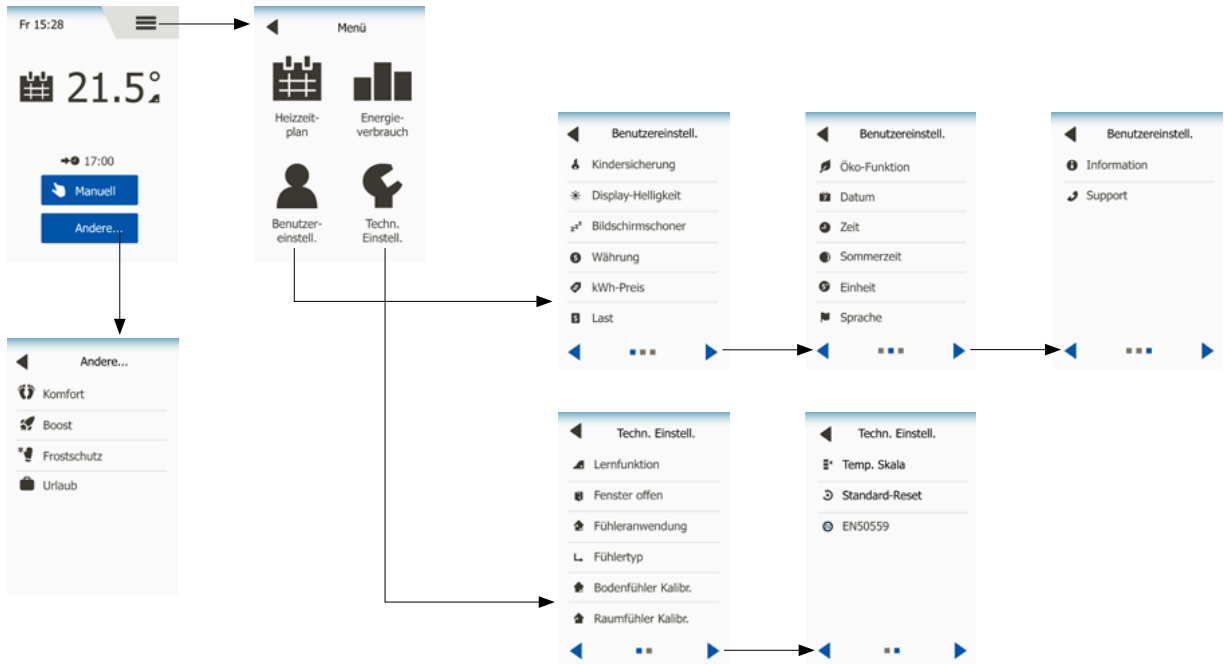 Fr 15:28
21.5°
17:00
Manuell
Andere...
Menü
Heizzeit-
plan
Energie-
verbrauch
Benutzer-
einstell.
Techn.
Einstell.
Andere...
Komfort
Boost
Frostschutz
Urlaub
Benutzereinstell.
Kindersicherung
Display-Helligkeit
Bildschirmschoner
Währung
kWh-Preis
Last
Benutzereinstell.
Öko-Funktion
Datum
Zeit
Sommerzeit
Einheit
Sprache
Benutzereinstell.
Information
Support
Techn. Einstell.
Lernfunktion
Fenster offen
Fühleranwendung
Fühlertyp
Bodenfühler Kalibr.
Raumfühler Kalibr.
Techn. Einstell.
Temp. Skala
Standard-Reset
EN50559